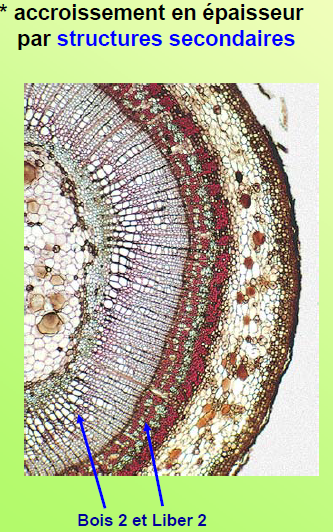 * accroissement en épaisseur
par structures secondaires
Bois 2 et Liber 2